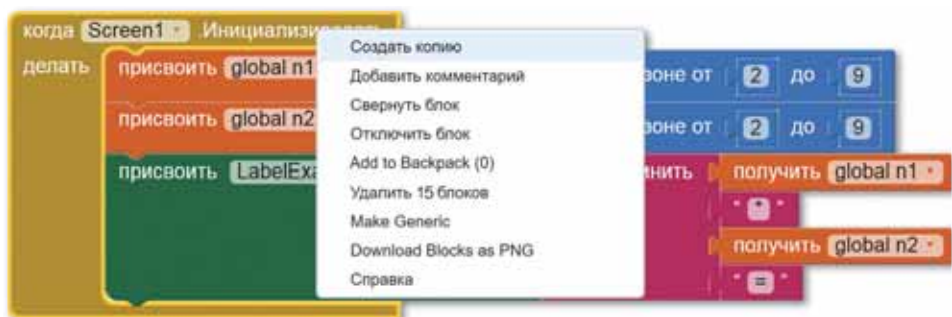 когда Screen1 .Инициализировать
делать присвоить global n1 зоне от 2 до 9
присвоить global n2 зоне от 2 до 9
присвоить LabelExa нить получить global n1
" * "
получить global n2
" = "
Создать копию
Добавить комментарий
Свернуть блок
Отключить блок
Add to Backpack (0)
Удалить 15 блоков
Make Generic
Download Blocks as PNG
Справка